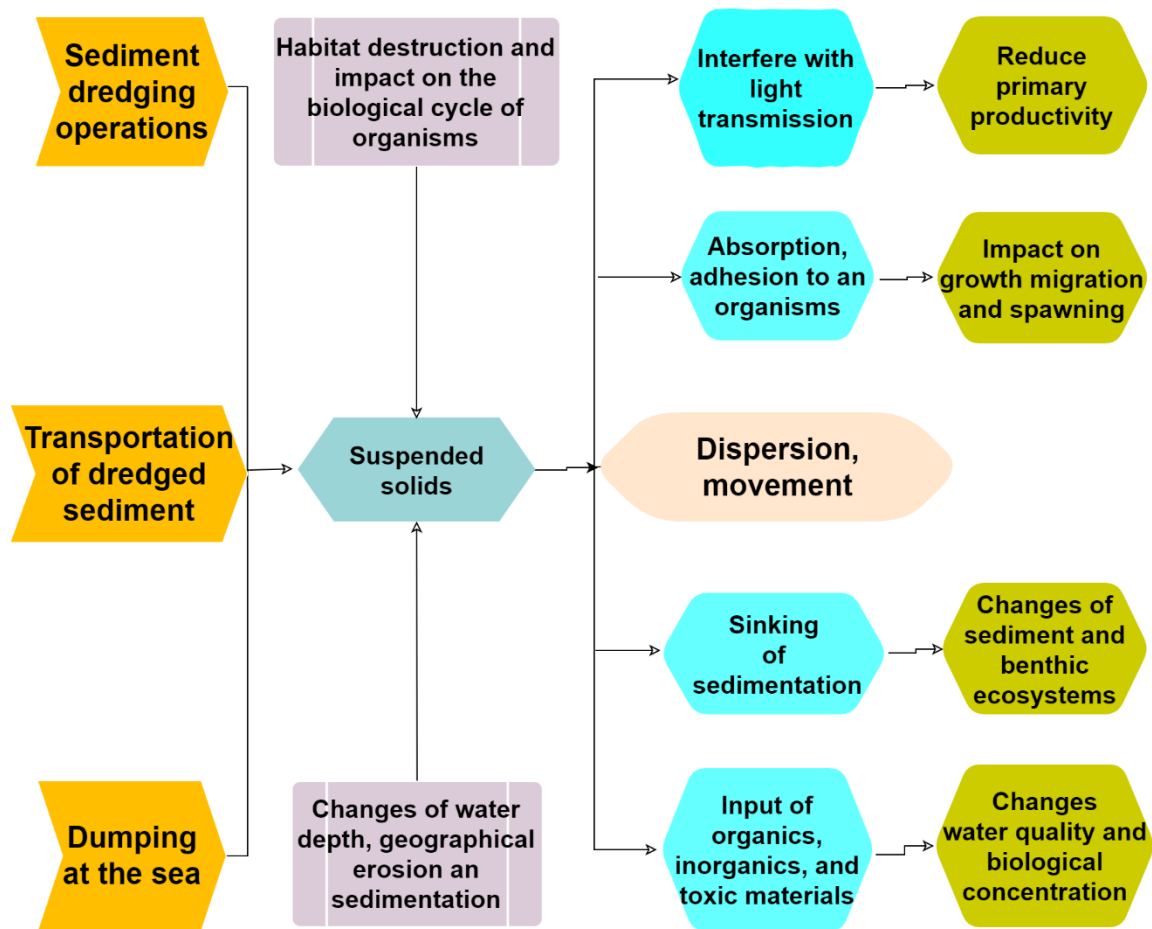 Sediment
dredging
operations
Habitat destruction and
impact on the
biological cycle of
organisms
Interfere with
light
transmission
Reduce
primary
productivity
Absorption,
adhesion to an
organisms
Impact on
growth migration
and spawning
Transportation
of dredged
sediment
Suspended
solids
Dispersion,
movement
Sinking
of
sedimentation
Changes of
sediment and
benthic
ecosystems
Dumping
at the sea
Changes of water
depth, geographical
erosion an
sedimentation
Input of
organics,
inorganics, and
toxic materials
Changes
water quality and
biological
concentration